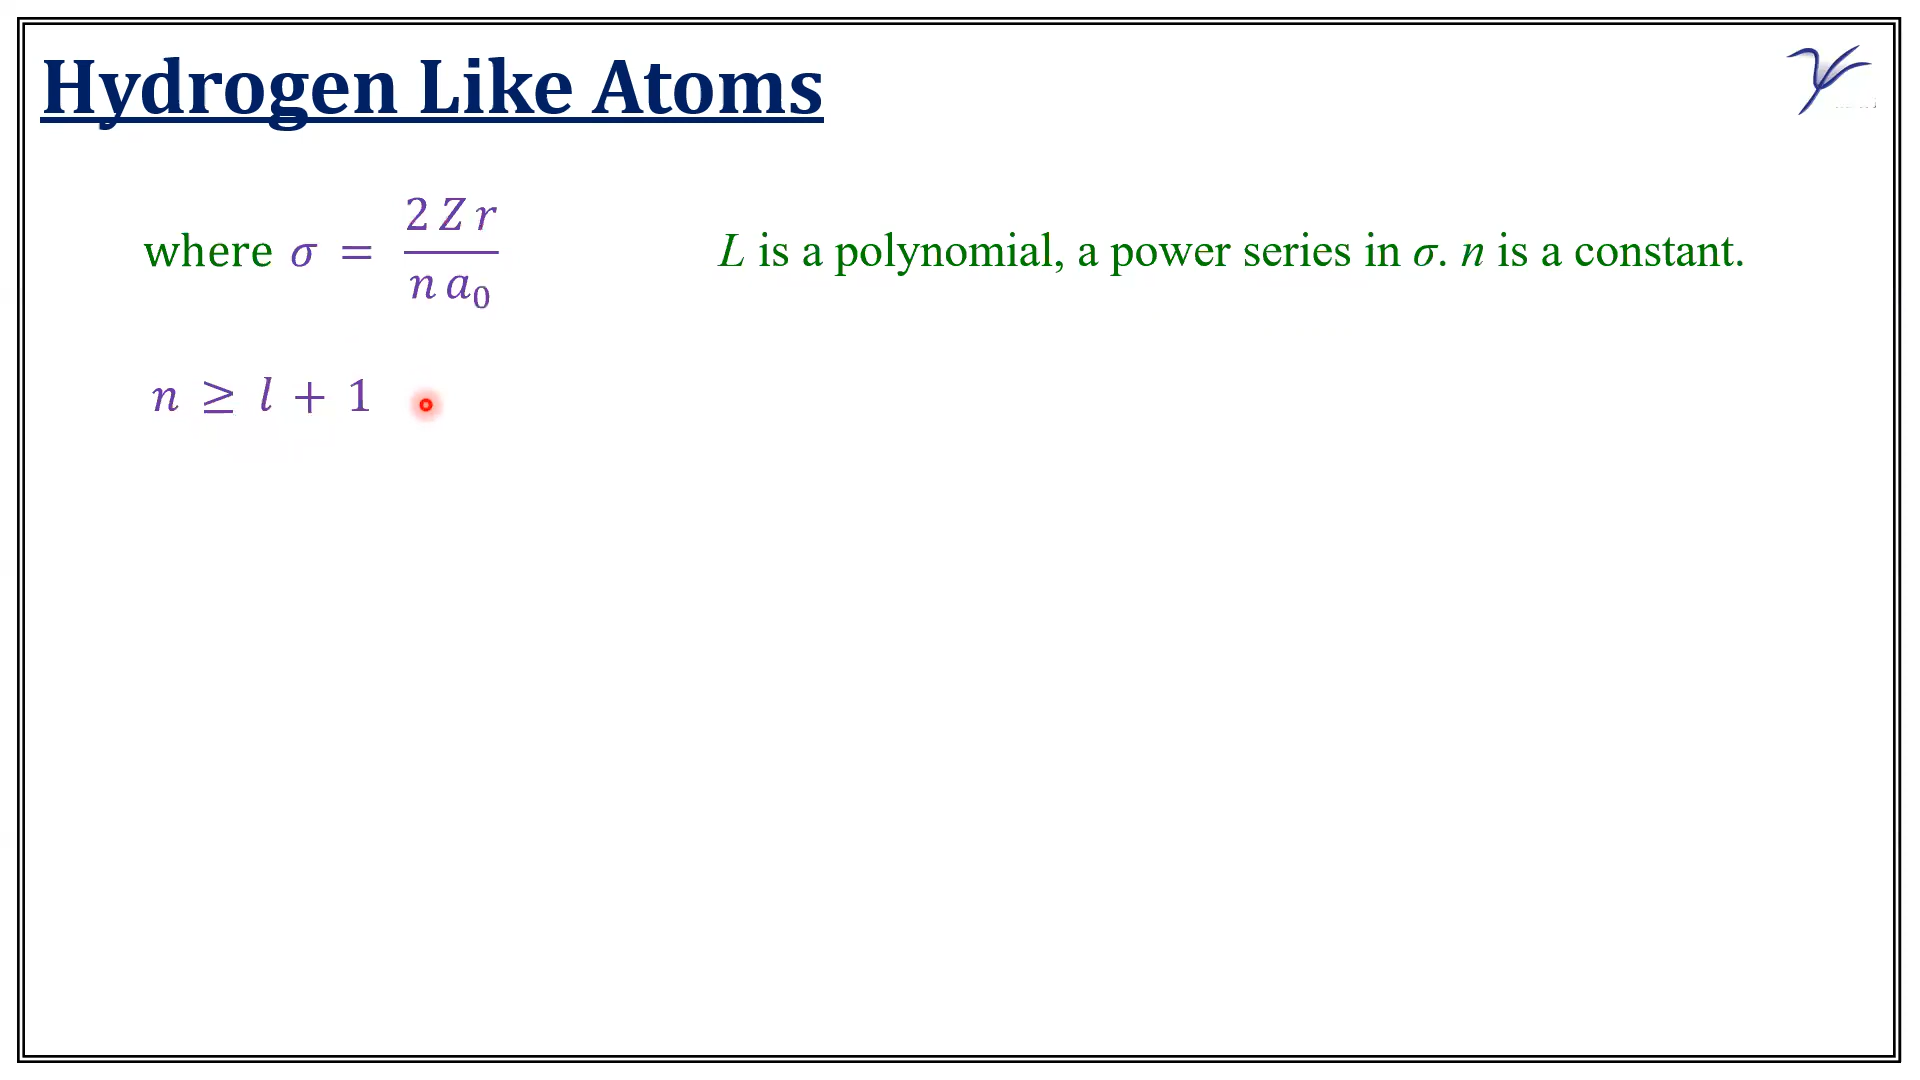 Hydrogen Like Atoms
where σ = 2 Z r / n a₀
L is a polynomial, a power series in σ. n is a constant.
n ≥ l + 1